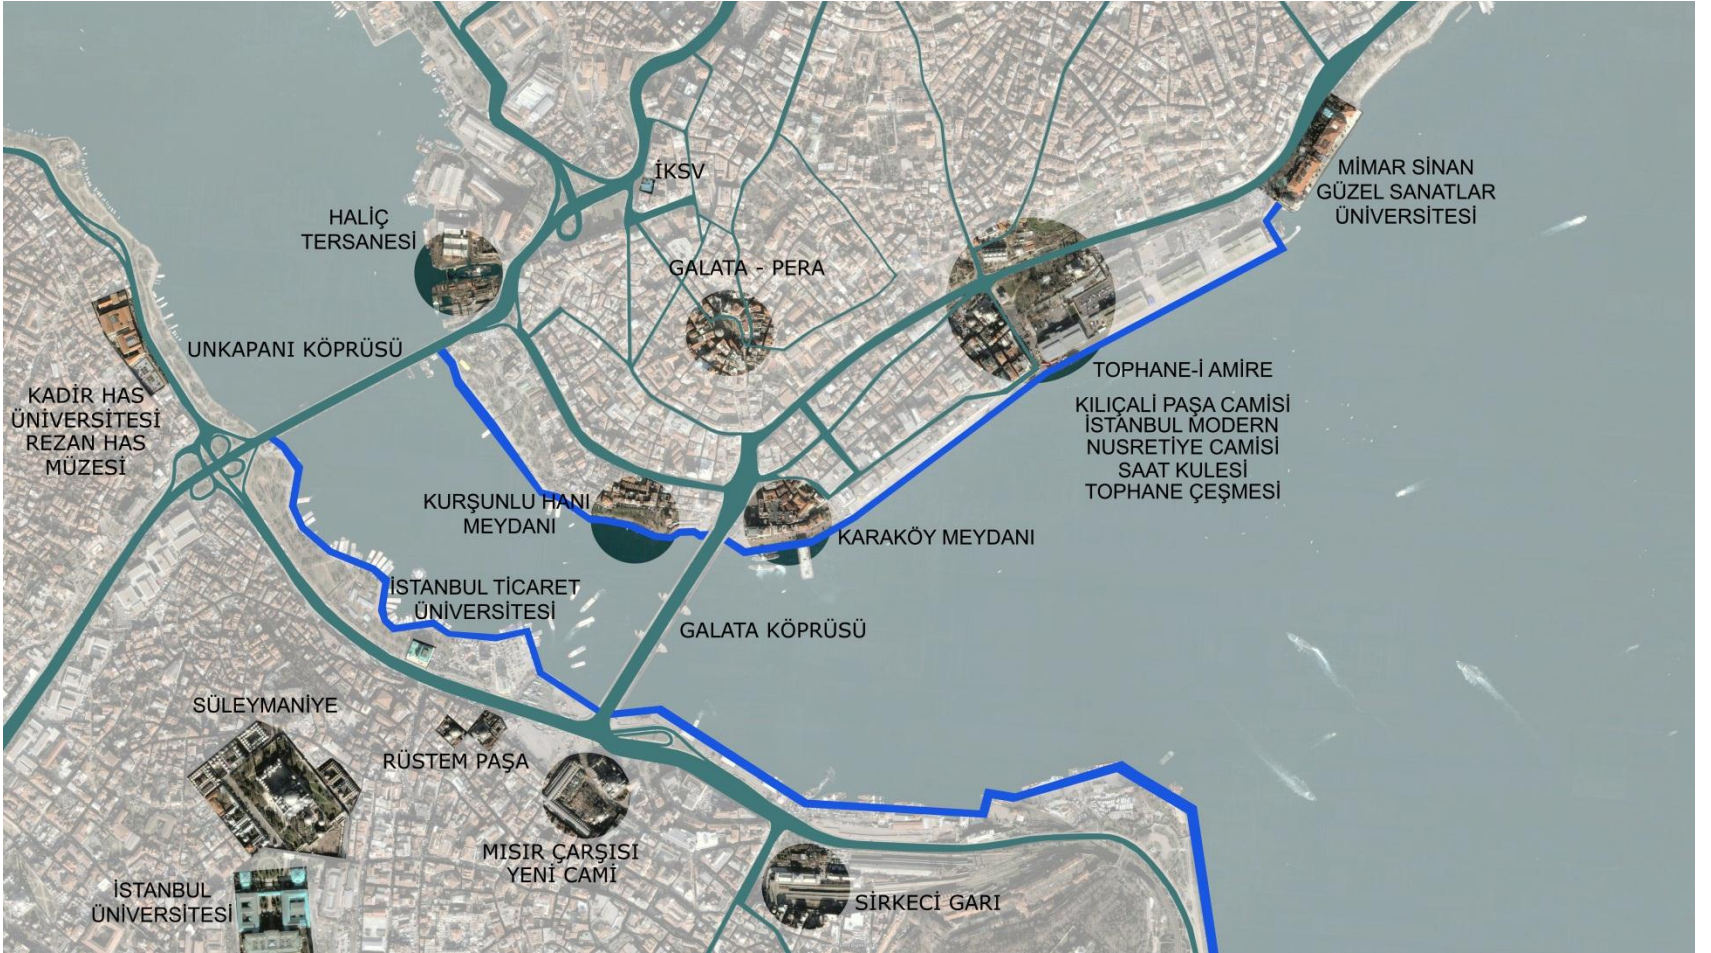 MİMAR SİNAN
GÜZEL SANATLAR
ÜNİVERSİTESİ
İKSV
HALİÇ
TERSANESİ
GALATA - PERA
UNKAPANI KÖPRÜSÜ
TOPHANE-İ AMİRE
KILIÇALİ PAŞA CAMİSİ
İSTANBUL MODERN
NUSRETİYE CAMİSİ
SAAT KULESİ
TOPHANE ÇEŞMESİ
KADİR HAS
ÜNİVERSİTESİ
REZAN HAS
MÜZESİ
KURŞUNLU HANI
MEYDANI
KARAKÖY MEYDANI
İSTANBUL TİCARET
ÜNİVERSİTESİ
GALATA KÖPRÜSÜ
SÜLEYMANİYE
RÜSTEM PAŞA
MISIR ÇARŞISI
YENİ CAMİ
İSTANBUL
ÜNİVERSİTESİ
SİRKECİ GARI